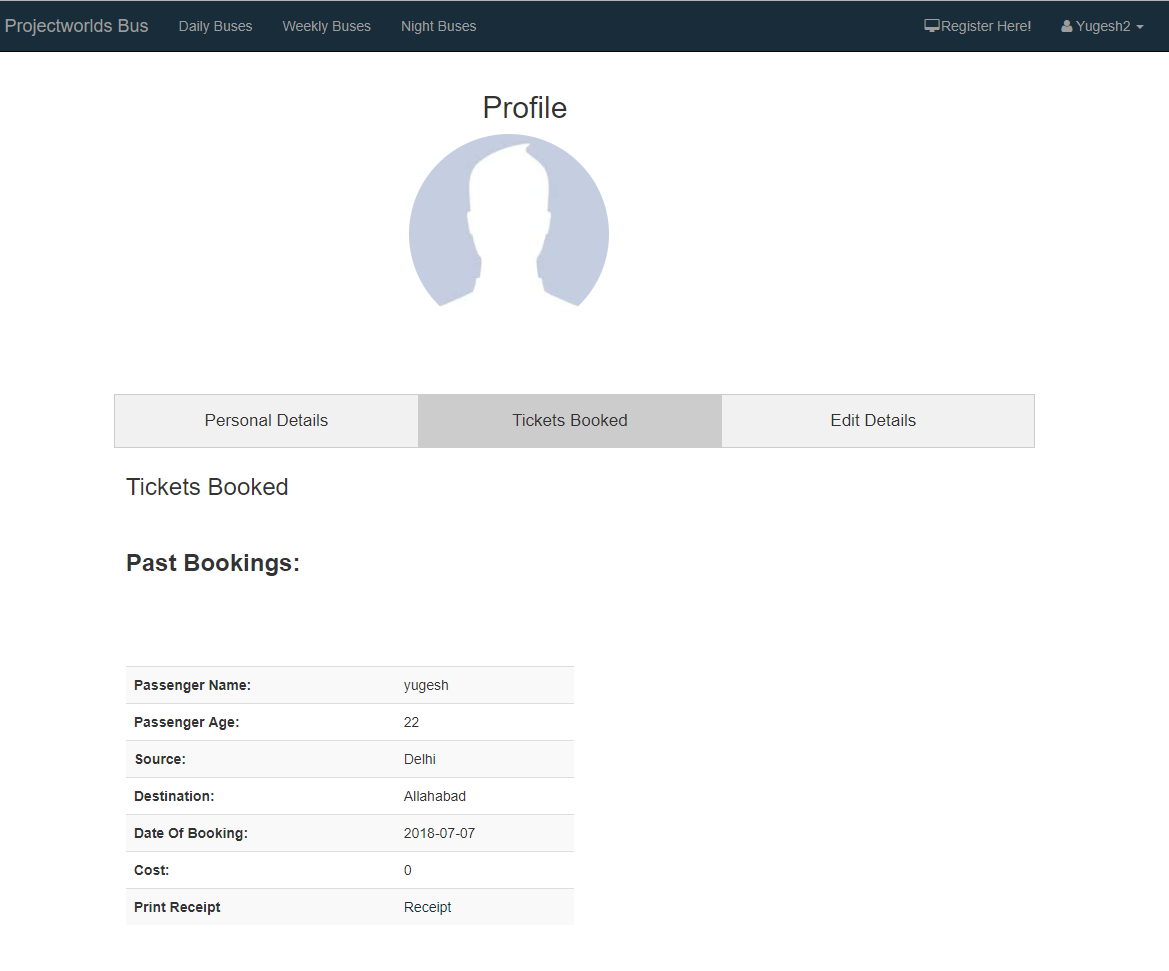 Projectworlds Bus Daily Buses Weekly Buses Night Buses Register Here! Yugesh2
Profile
Personal Details Tickets Booked Edit Details
Tickets Booked
Past Bookings:
Passenger Name: yugesh
Passenger Age: 22
Source: Delhi
Destination: Allahabad
Date Of Booking: 2018-07-07
Cost: 0
Print Receipt Receipt